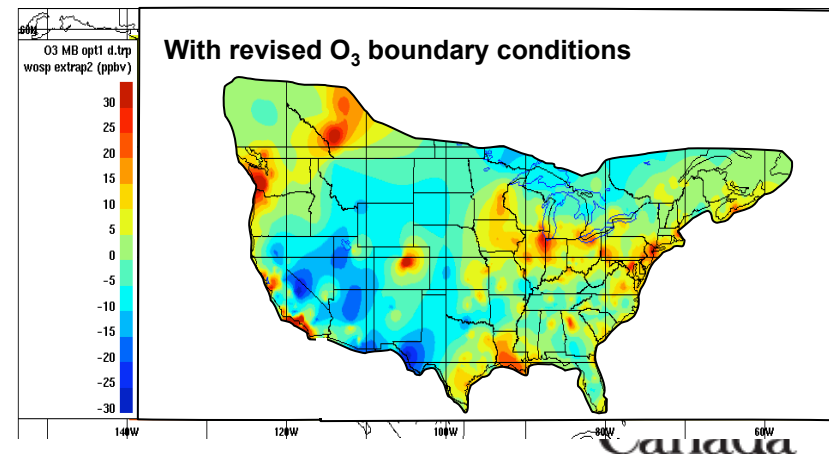 60N
O3 MB opt1 d.trp
wosp extrap2 (ppbv)
With revised O3 boundary conditions
30
25
20
15
10
5
0
-5
-10
-15
-20
-25
-30
140W 120W 100W 80W 60W
Canada